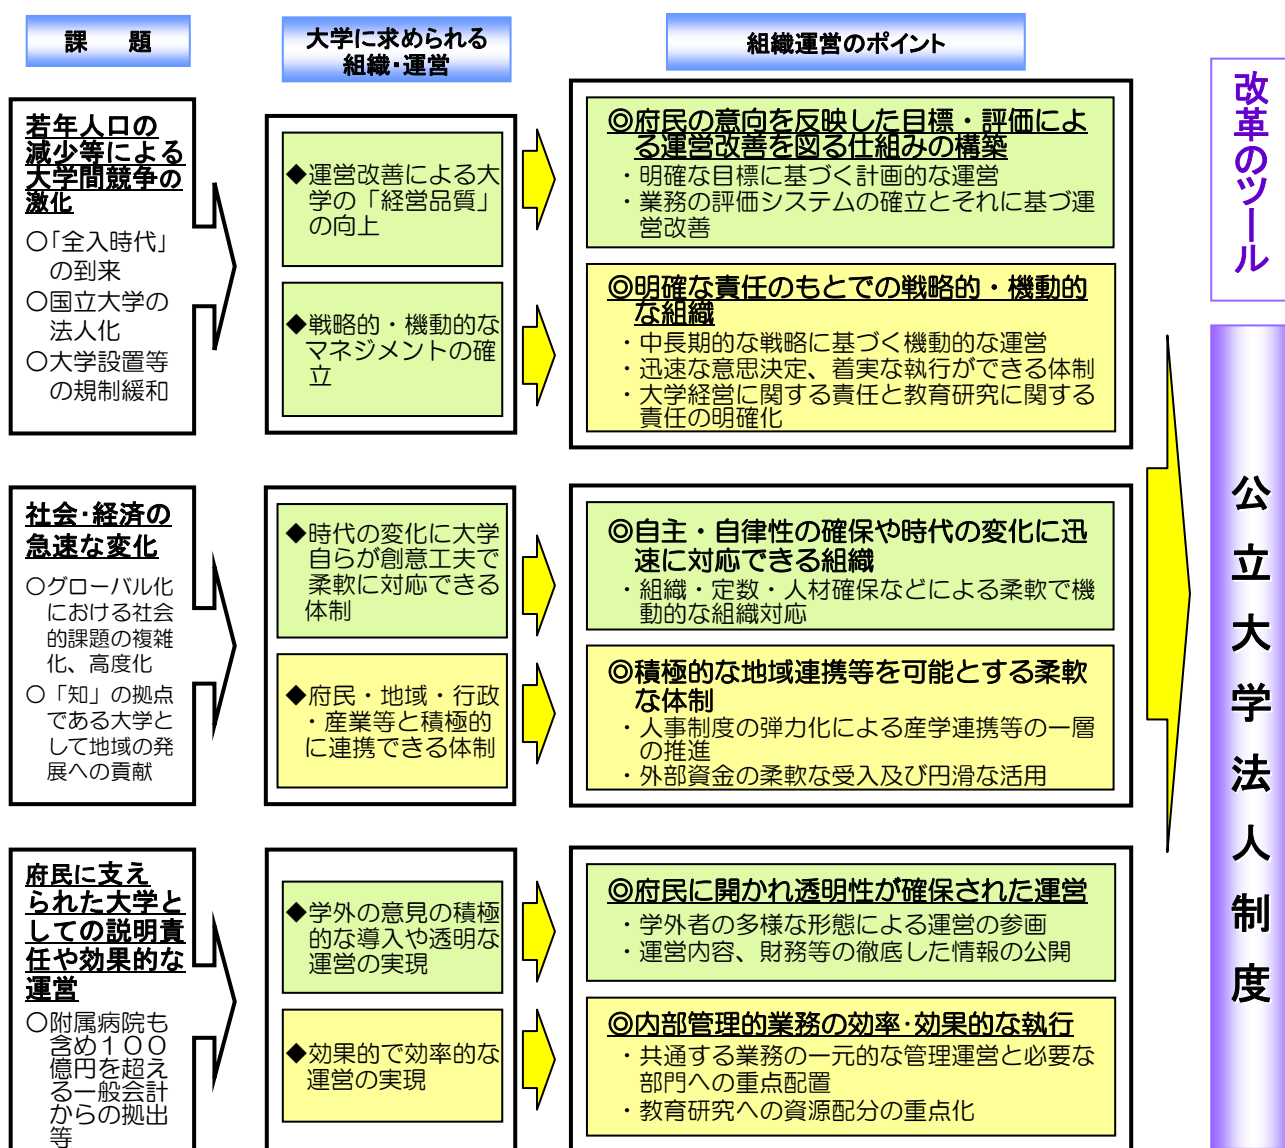 課　題
大学に求められる
組織・運営
組織運営のポイント
若年人口の
減少等による
大学間競争の
激化
○「全入時代」
の到来
○国立大学の
法人化
○大学設置等
の規制緩和
◆運営改善による大
学の「経営品質」
の向上
◆戦略的・機動的な
マネジメントの確
立
◎府民の意向を反映した目標・評価によ
る運営改善を図る仕組みの構築
・明確な目標に基づく計画的な運営
・業務の評価システムの確立とそれに基づ運
営改善
◎明確な責任のもとでの戦略的・機動的
な組織
・中長期的な戦略に基づく機動的な運営
・迅速な意思決定、着実な執行ができる体制
・大学経営に関する責任と教育研究に関する
責任の明確化
社会・経済の
急速な変化
○グローバル化
における社会
的課題の複雑
化、高度化
○「知」の拠点
である大学と
して地域の発
展への貢献
◆時代の変化に大学
自らが創意工夫で
柔軟に対応できる
体制
◆府民・地域・行政
・産業等と積極的
に連携できる体制
◎自主・自律性の確保や時代の変化に迅
速に対応できる組織
・組織・定数・人材確保などによる柔軟で機
動的な組織対応
◎積極的な地域連携等を可能とする柔軟
な体制
・人事制度の弾力化による産学連携等の一層
の推進
・外部資金の柔軟な受入及び円滑な活用
府民に支え
られた大学と
しての説明責
任や効果的な
運営
○附属病院も
含め１００
億円を超え
る一般会計
からの拠出
等
◆学外の意見の積極
的な導入や透明な
運営の実現
◆効果的で効率的な
運営の実現
◎府民に開かれ透明性が確保された運営
・学外者の多様な形態による運営の参画
・運営内容、財務等の徹底した情報の公開
◎内部管理的業務の効率・効果的な執行
・共通する業務の一元的な管理運営と必要な
部門への重点配置
・教育研究への資源配分の重点化
改革のツール
公立大学法人制度